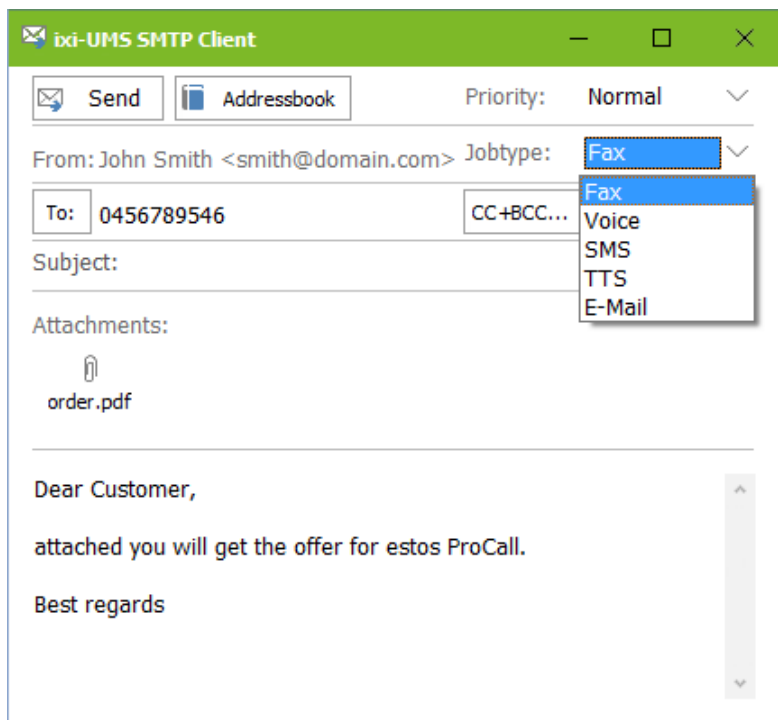 ixi-UMS SMTP Client
Send Addressbook Priority: Normal
From: John Smith <smith@domain.com> Jobtype: Fax
Fax
To: 0456789546 CC+BCC...
Voice
SMS
Subject:
TTS
E-Mail
Attachments:
order.pdf
Dear Customer,
attached you will get the offer for estos ProCall.
Best regards